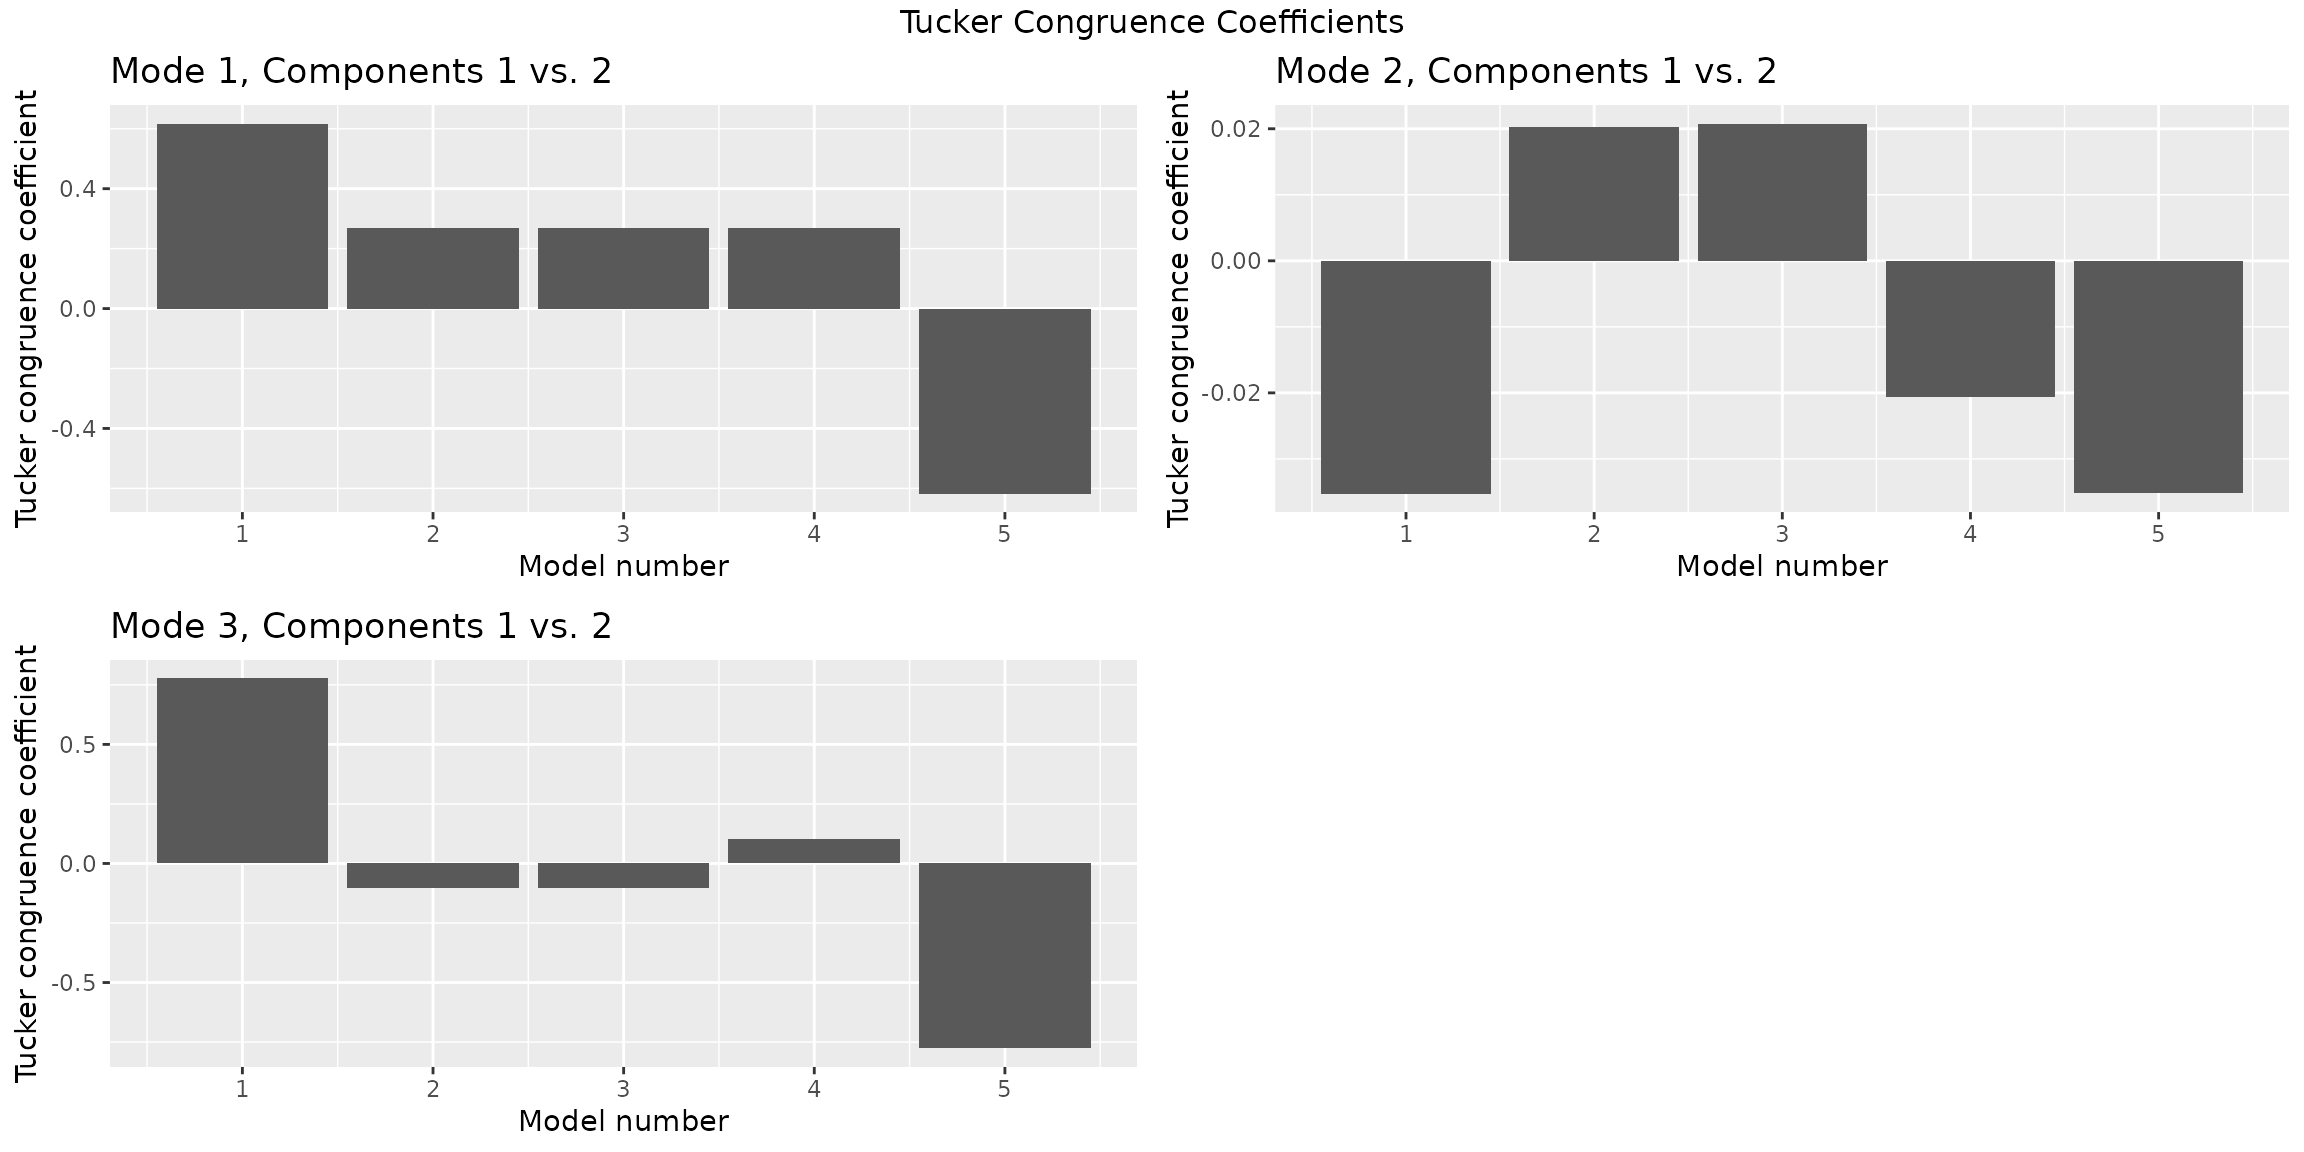 Tucker Congruence Coefficients
Mode 1, Components 1 vs. 2
Tucker congruence coefficient
0.4
0.0
-0.4
1 2 3 4 5
Model number
Mode 2, Components 1 vs. 2
Tucker congruence coefficient
0.02
0.00
-0.02
1 2 3 4 5
Model number
Mode 3, Components 1 vs. 2
Tucker congruence coefficient
0.5
0.0
-0.5
1 2 3 4 5
Model number